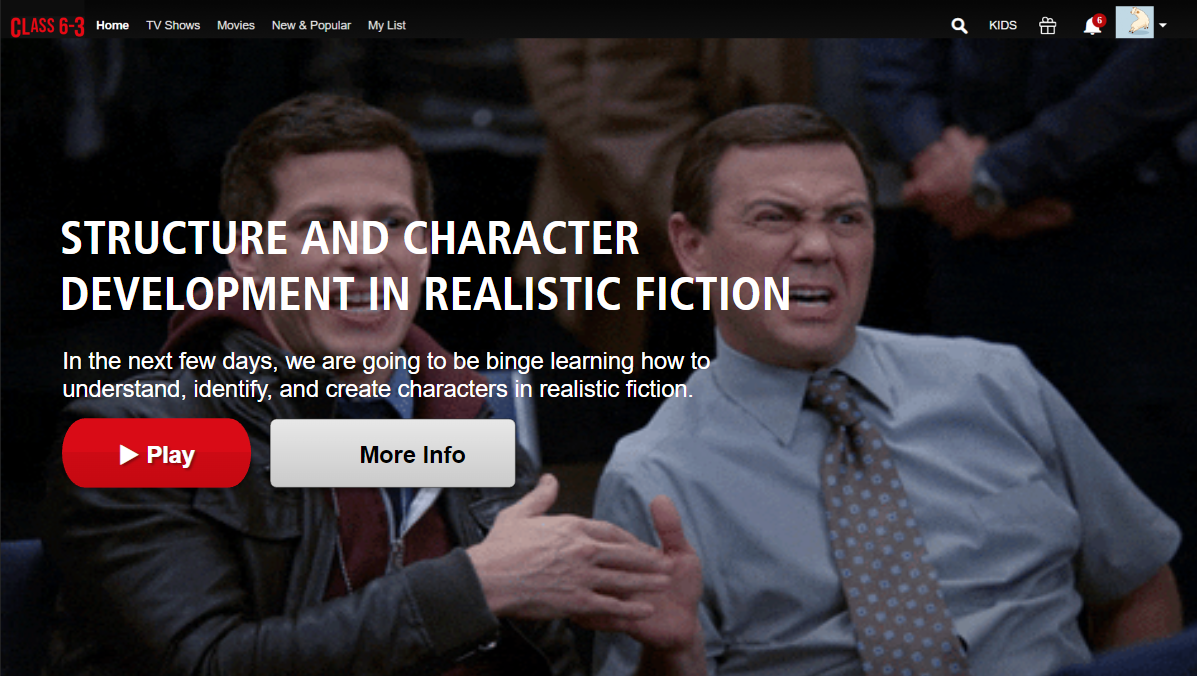 CLASS 6-3 Home TV Shows Movies New & Popular My List KIDS 6
STRUCTURE AND CHARACTER
DEVELOPMENT IN REALISTIC FICTION
In the next few days, we are going to be binge learning how to
understand, identify, and create characters in realistic fiction.
Play More Info